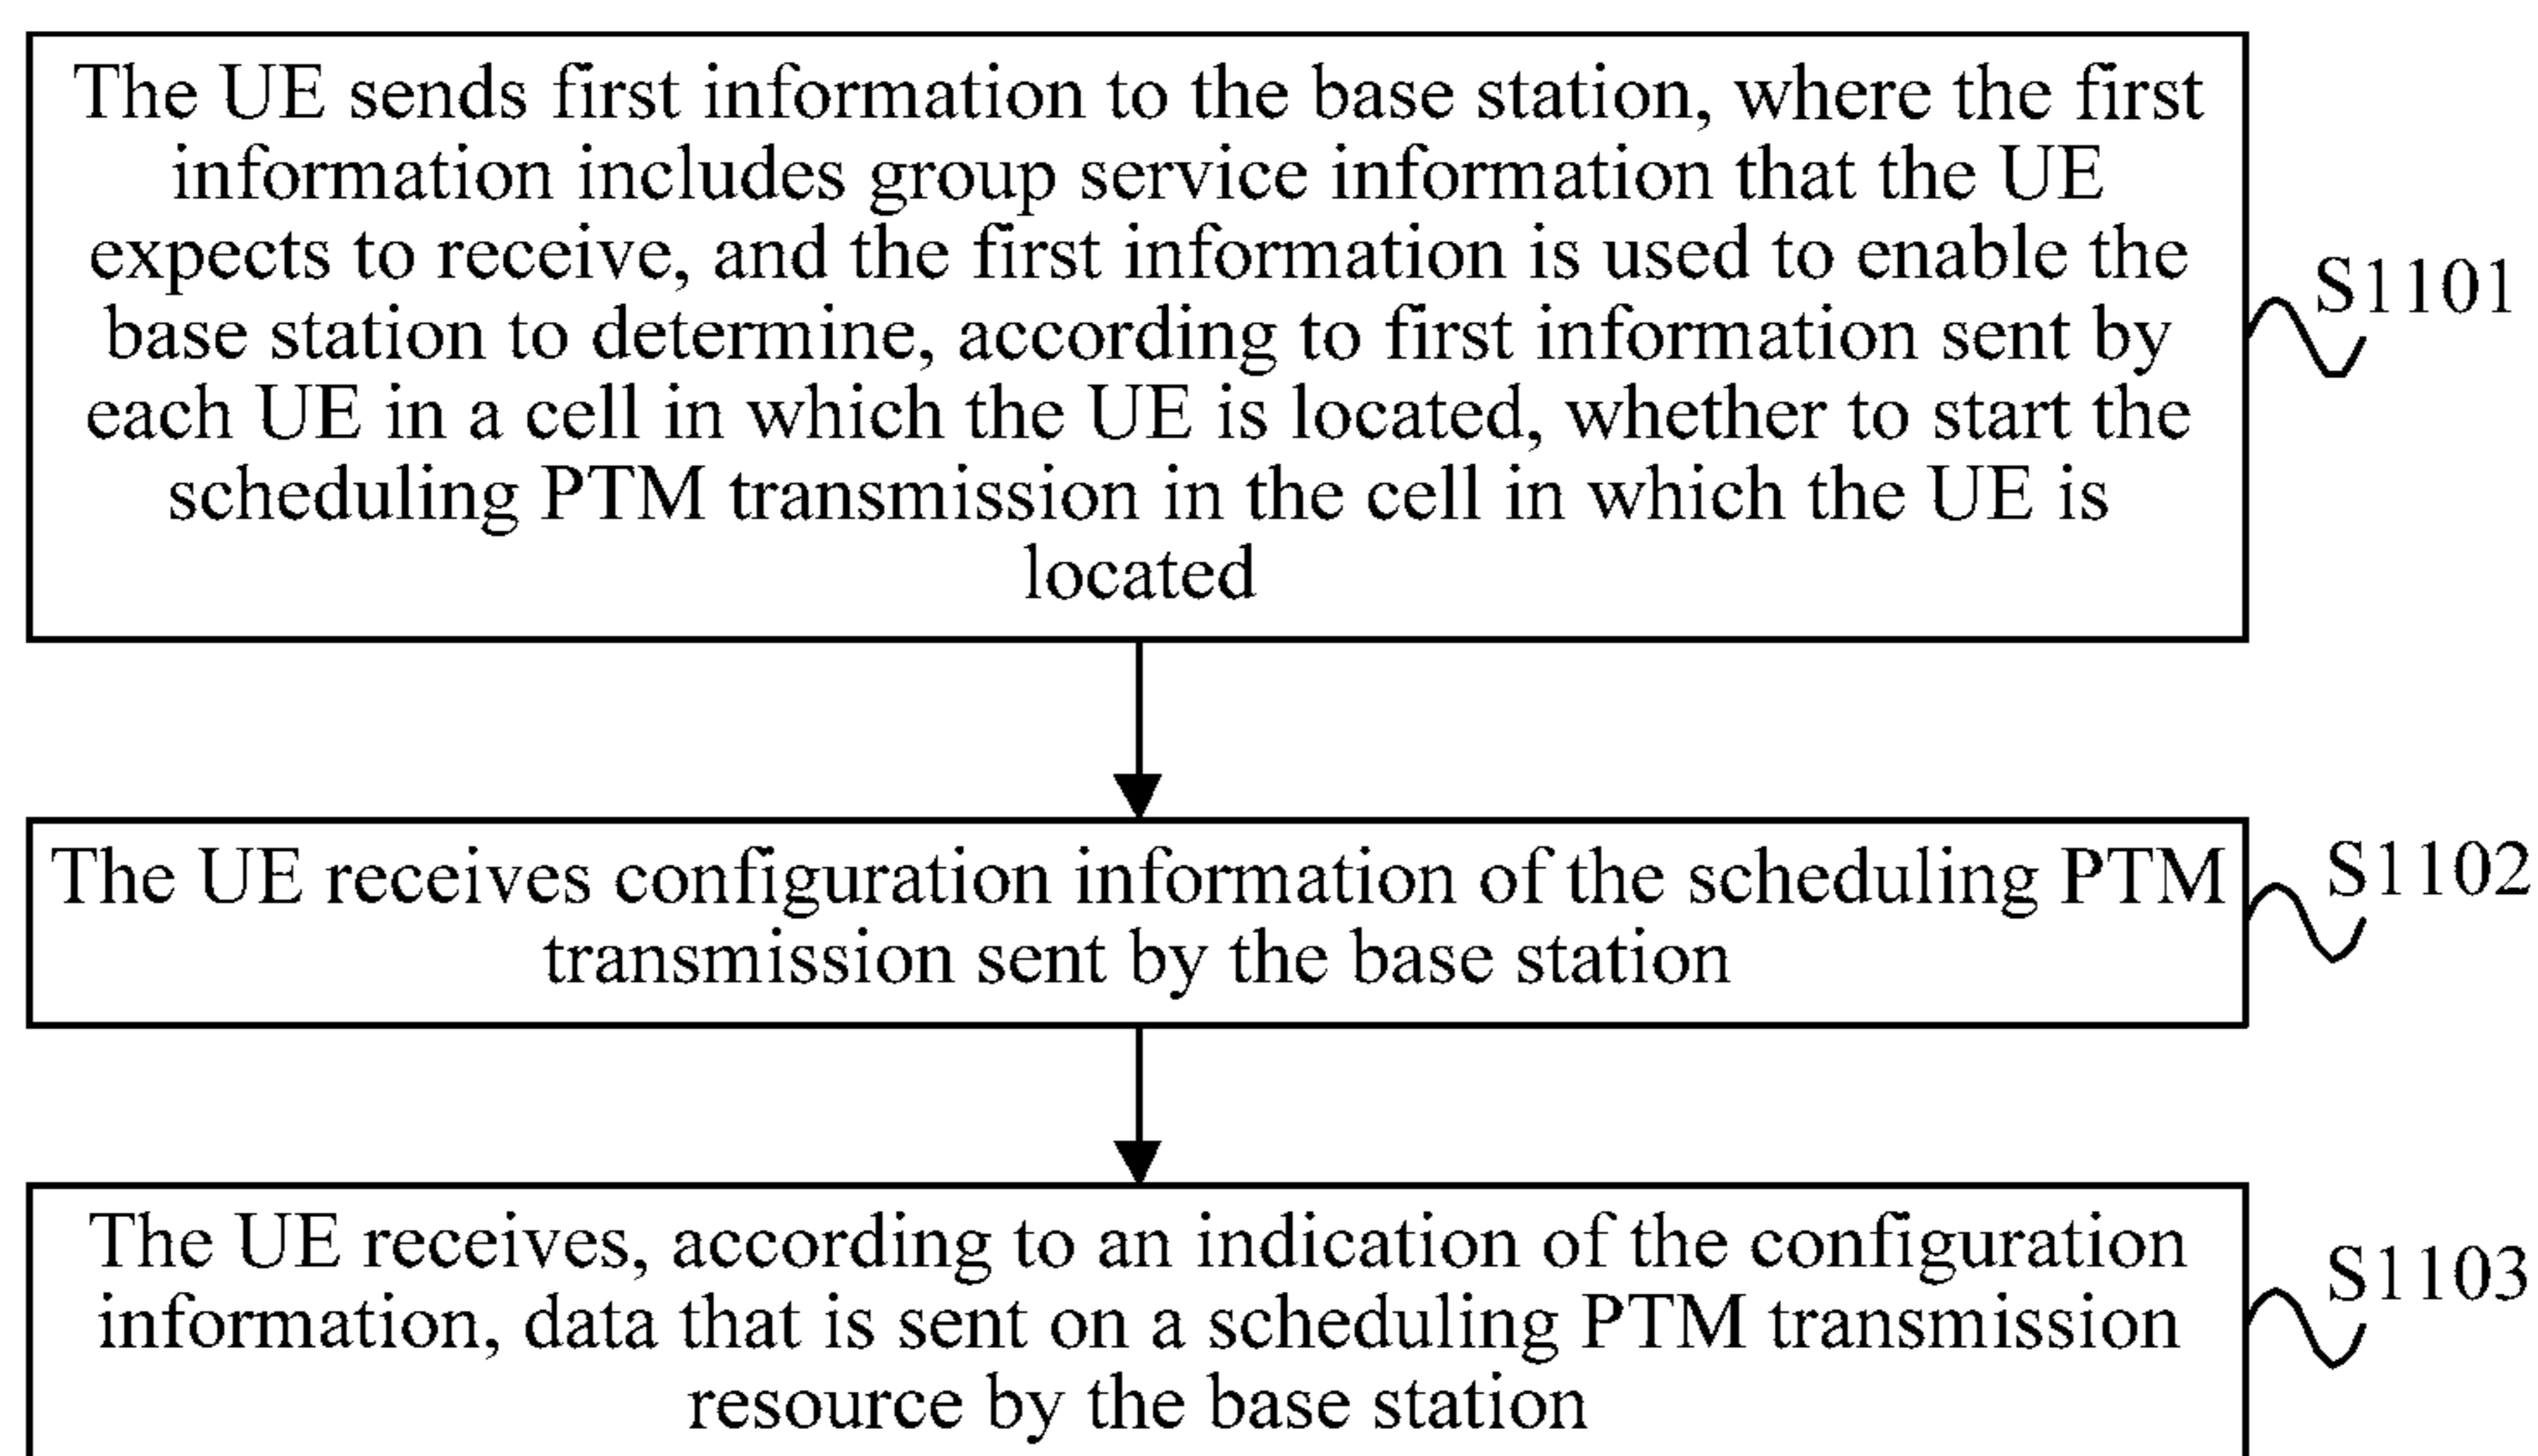 The UE sends first information to the base station, where the first
information includes group service information that the UE
expects to receive, and the first information is used to enable the
base station to determine, according to first information sent by
each UE in a cell in which the UE is located, whether to start the
scheduling PTM transmission in the cell in which the UE is
located
S1101
The UE receives configuration information of the scheduling PTM
transmission sent by the base station
S1102
The UE receives, according to an indication of the configuration
information, data that is sent on a scheduling PTM transmission
resource by the base station
S1103